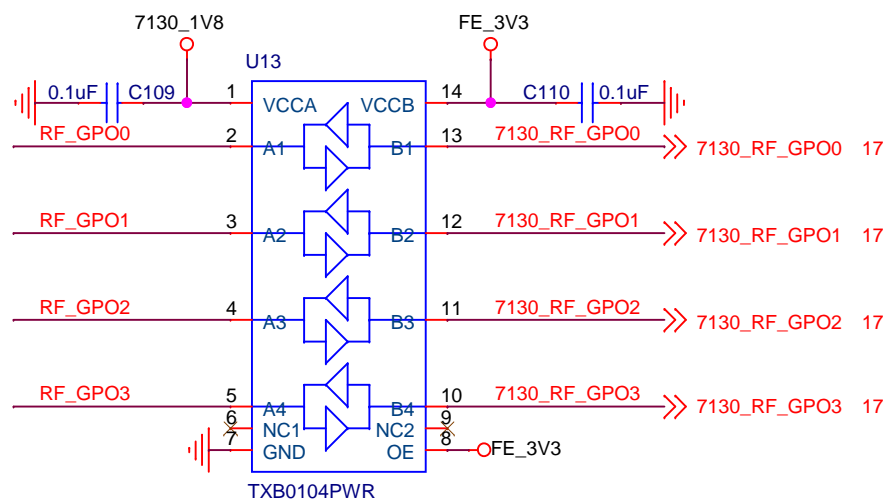 7130_1V8 FE_3V3
U13
0.1uF C109 1 14 C110 0.1uF
VCCA VCCB
RF_GPO0 2 13 7130_RF_GPO0
A1 B1 7130_RF_GPO0 17
RF_GPO1 3 12 7130_RF_GPO1
A2 B2 7130_RF_GPO1 17
RF_GPO2 4 11 7130_RF_GPO2
A3 B3 7130_RF_GPO2 17
RF_GPO3 5 10 7130_RF_GPO3
A4 B4 7130_RF_GPO3 17
6 NC1 NC2 9
7 GND OE 8 FE_3V3
TXB0104PWR